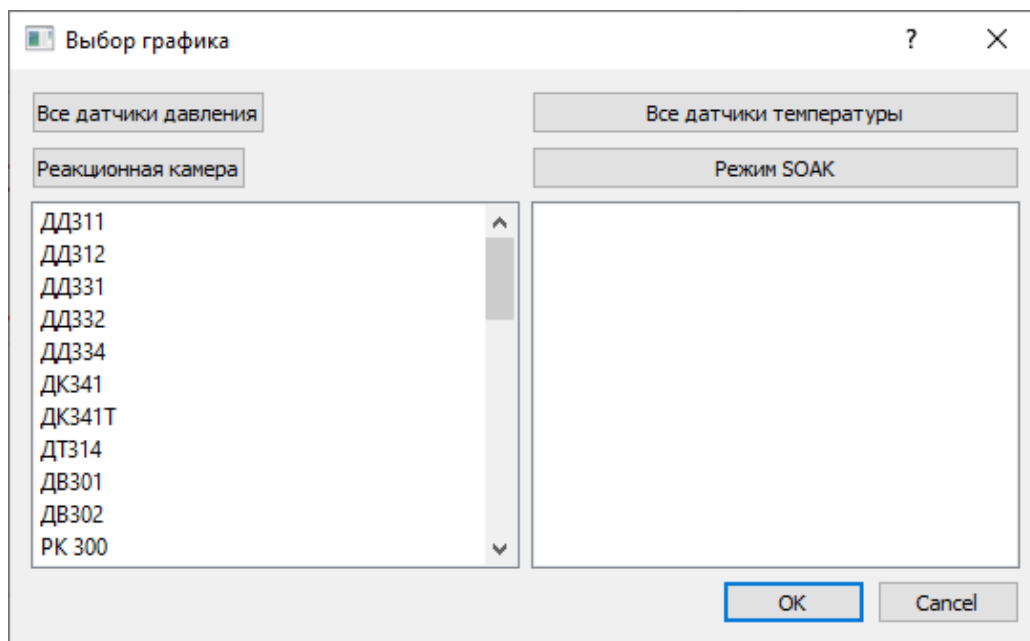 Выбор графика ?
Все датчики давления Все датчики температуры
Реакционная камера Режим SOAK
ДД311
ДД312
ДД331
ДД332
ДД334
ДК341
ДК341Т
ДТ314
ДВ301
ДВ302
РК 300
OK Cancel